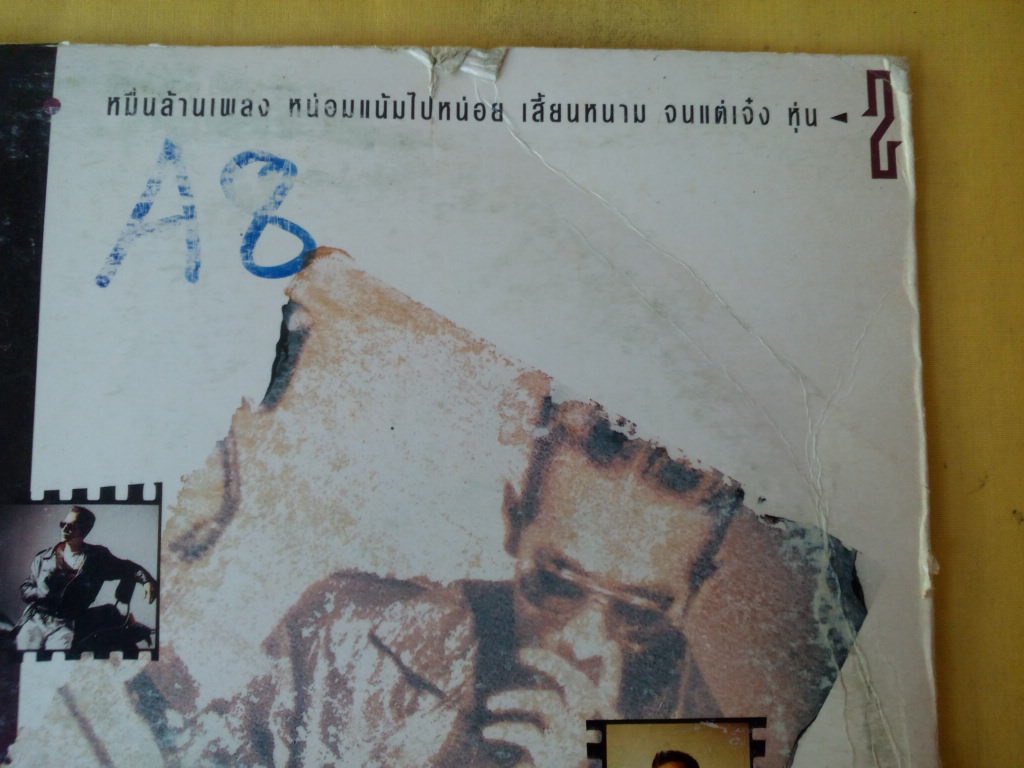 หมื่นล้านเพลง หน่อมแน้มไปหน่อย เสี้ยนหนาม จนแต่เจ๋ง หุ่น ◄ 2
A8